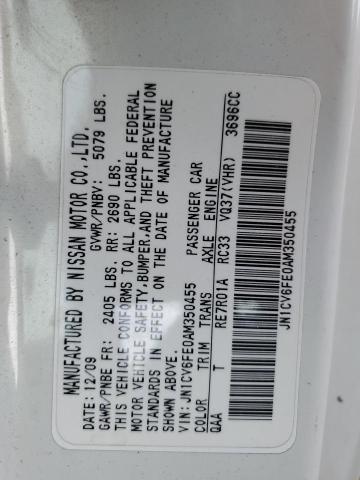 MANUFACTURED BY NISSAN MOTOR CO.,LTD.
DATE: 12/09 GVWR/PNBV: 5079 LBS.
GAWR/PNBE FR: 2405 LBS. RR: 2690 LBS.
THIS VEHICLE CONFORMS TO ALL APPLICABLE FEDERAL
MOTOR VEHICLE SAFETY,BUMPER,AND THEFT PREVENTION
STANDARDS IN EFFECT ON THE DATE OF MANUFACTURE
SHOWN ABOVE.
VIN: JN1CV6FE0AM350455 PASSENGER CAR
COLOR TRIM TRANS AXLE ENGINE
QAA T RE7R01A RC33 VQ37(VHR) 3696CC
JN1CV6FE0AM350455